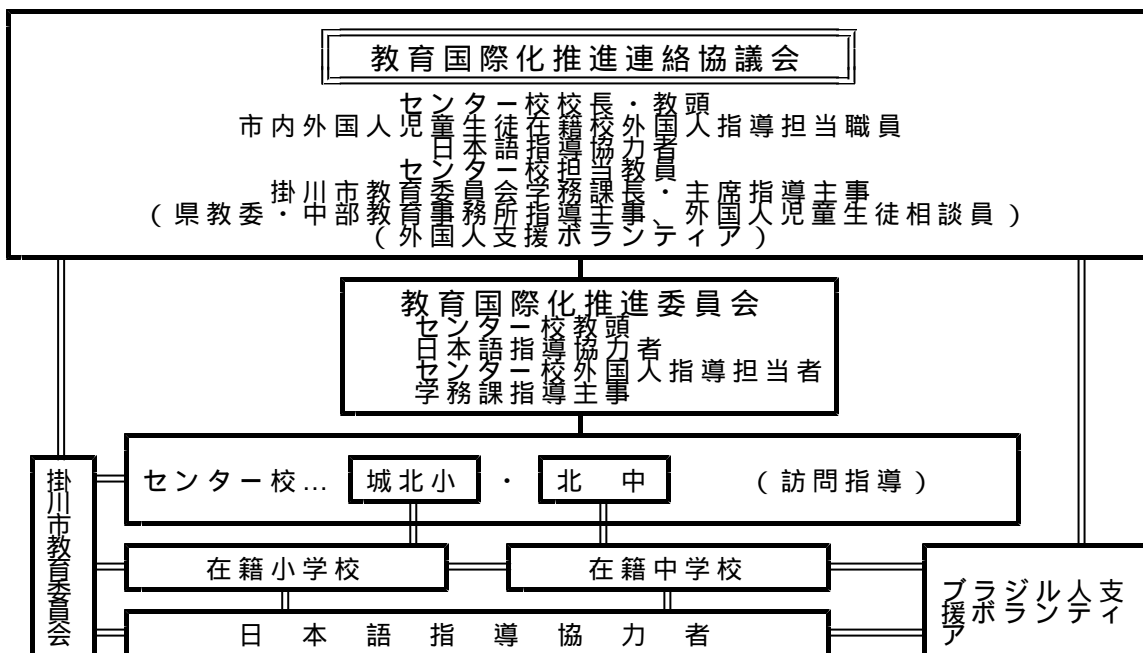 教育国際化推進連絡協議会
センター校校長・教頭
市内外国人児童生徒在籍校外国人指導担当職員
日本語指導協力者
センター校担当教員
掛川市教育委員会学務課長・主席指導主事
(県教委・中部教育事務所指導主事、外国人児童生徒相談員)
(外国人支援ボランティア)
教育国際化推進委員会
センター校教頭
日本語指導協力者
センター校外国人指導担当者
学務課指導主事
掛川市教育委員会
センター校… 城北小 ・ 北 中 (訪問指導)
在籍小学校 在籍中学校
ブラジル人支
援ボランティ
ア
日本語指導協力者